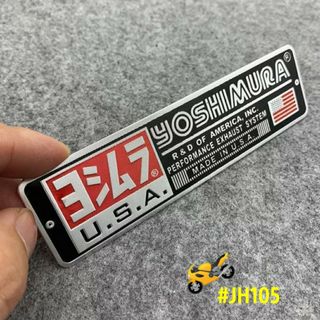 ヨシムラ®
U.S.A.
YOSHIMURA®
R & D OF AMERICA, INC.
PERFORMANCE EXHAUST SYSTEM
MADE IN U.S.A.
#JH105